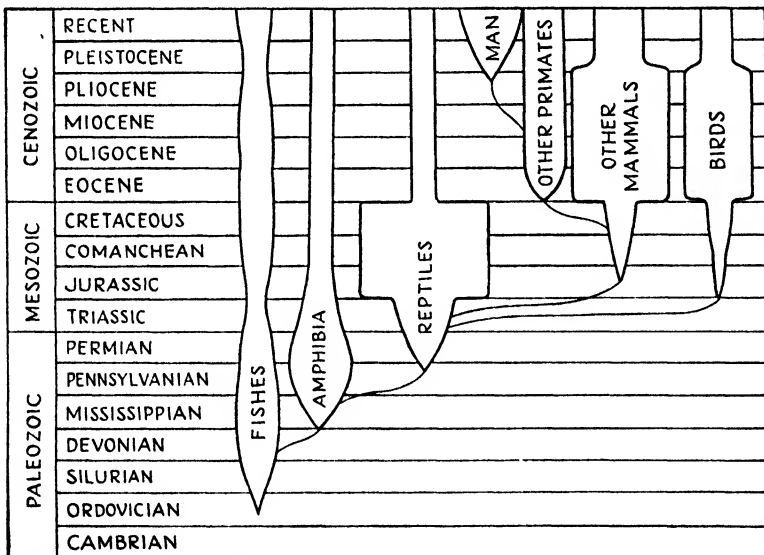 CENOZOIC
RECENT
PLEISTOCENE
PLIOCENE
MIOCENE
OLIGOCENE
EOCENE
MESOZOIC
CRETACEOUS
COMANCHEAN
JURASSIC
TRIASSIC
PALEOZOIC
PERMIAN
PENNSYLVANIAN
MISSISSIPPIAN
DEVONIAN
SILURIAN
ORDOVICIAN
CAMBRIAN
FISHES
AMPHIBIA
REPTILES
MAN
OTHER PRIMATES
OTHER
MAMMALS
BIRDS